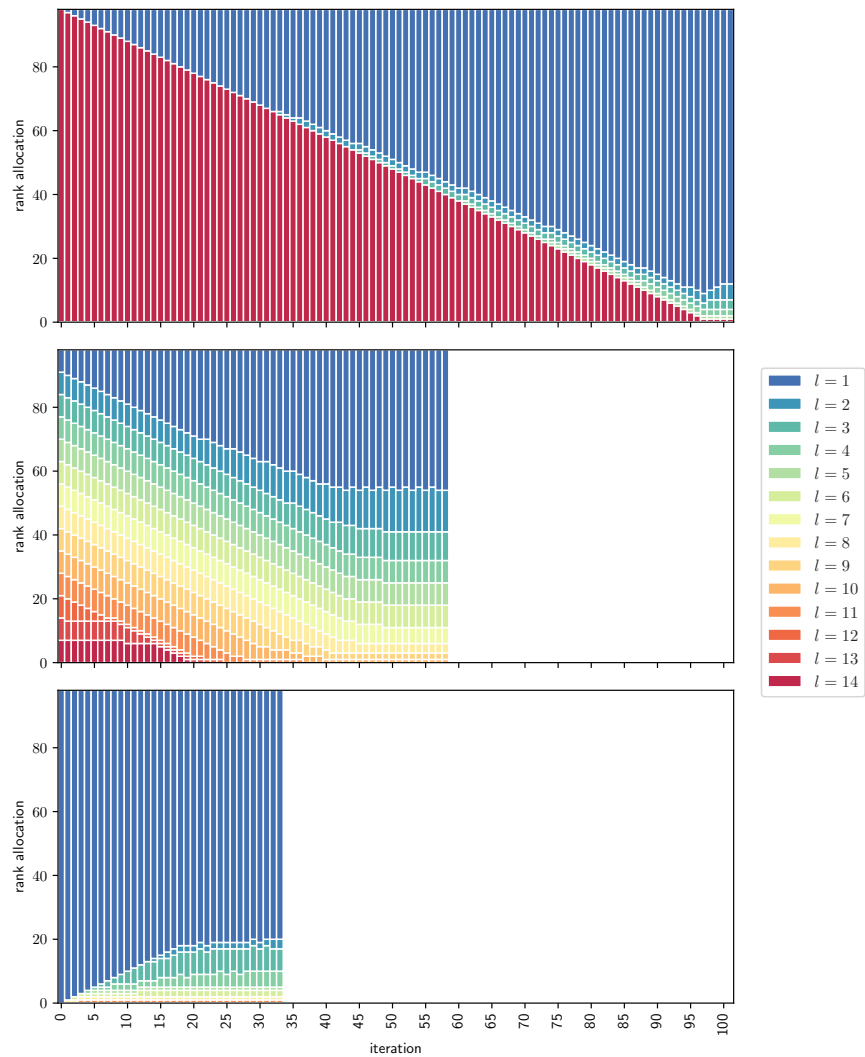 80
60
40
20
0
rank allocation
80
60
40
20
0
rank allocation
80
60
40
20
0
rank allocation
0 5 10 15 20 25 30 35 40 45 50 55 60 65 70 75 80 85 90 95 100
iteration
l = 1
l = 2
l = 3
l = 4
l = 5
l = 6
l = 7
l = 8
l = 9
l = 10
l = 11
l = 12
l = 13
l = 14